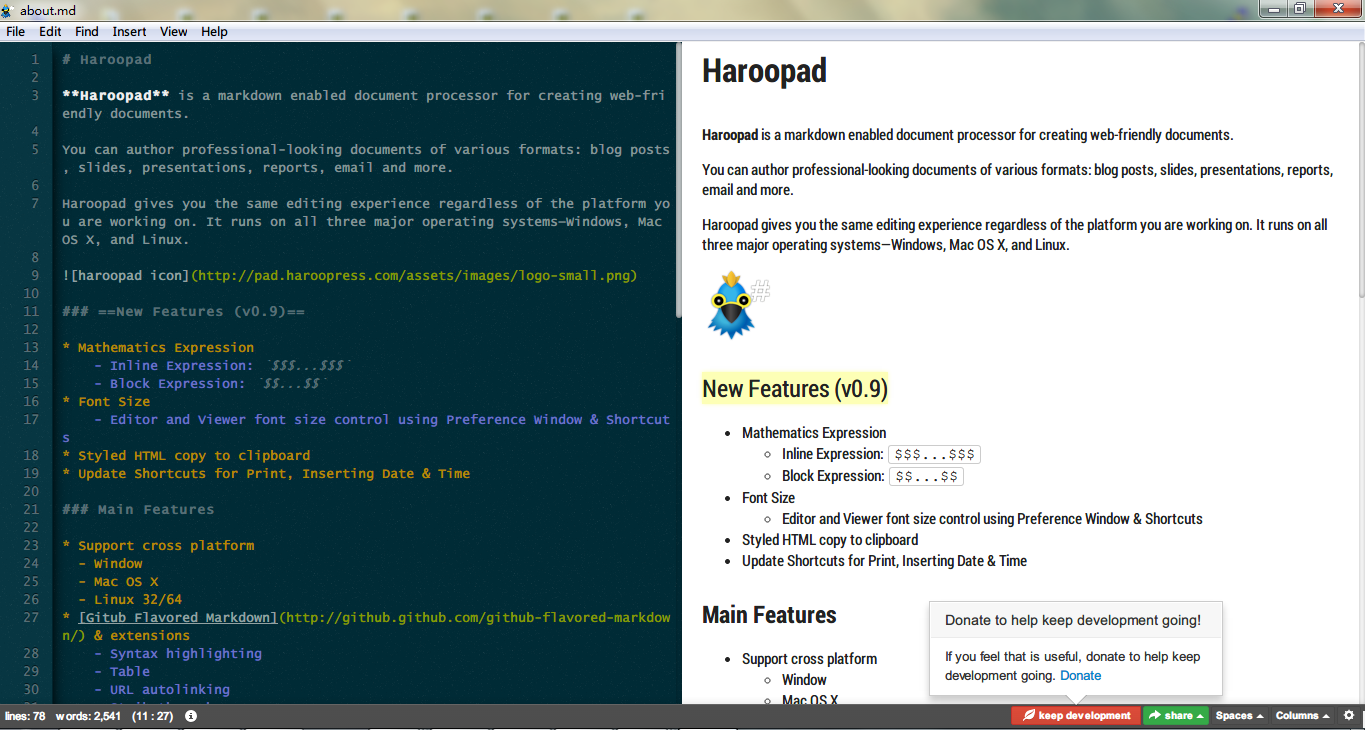 about.md
File Edit Find Insert View Help
1 # Haroopad
2
3 **Haroopad** is a markdown enabled document processor for creating web-fri
endly documents.
4
5 You can author professional-looking documents of various formats: blog posts
, slides, presentations, reports, email and more.
6
7 Haroopad gives you the same editing experience regardless of the platform yo
u are working on. It runs on all three major operating systems—Windows, Mac
OS X, and Linux.
8
9 ![haroopad icon](http://pad.haroopress.com/assets/images/logo-small.png)
10
11 ### ==New Features (v0.9)==
12
13 * Mathematics Expression
14 - Inline Expression: `$$$...$$$`
15 - Block Expression: `$$...$$`
16 * Font Size
17 - Editor and Viewer font size control using Preference Window & Shortcut
s
18 * Styled HTML copy to clipboard
19 * Update Shortcuts for Print, Inserting Date & Time
20
21 ### Main Features
22
23 * Support cross platform
24 - Window
25 - Mac OS X
26 - Linux 32/64
27 * [Gitub Flavored Markdown](http://github.github.com/github-flavored-markdow
n/) & extensions
28 - Syntax highlighting
29 - Table
30 - URL autolinking
Haroopad
Haroopad is a markdown enabled document processor for creating web-friendly documents.
You can author professional-looking documents of various formats: blog posts, slides, presentations, reports,
email and more.
Haroopad gives you the same editing experience regardless of the platform you are working on. It runs on all
three major operating systems—Windows, Mac OS X, and Linux.
#
New Features (v0.9)
• Mathematics Expression
◦ Inline Expression: $$$...$$$
◦ Block Expression: $$...$$
• Font Size
◦ Editor and Viewer font size control using Preference Window & Shortcuts
• Styled HTML copy to clipboard
• Update Shortcuts for Print, Inserting Date & Time
Main Features
• Support cross platform
◦ Window
◦ Mac OS X
Donate to help keep development going!
If you feel that is useful, donate to help keep
development going. Donate
lines: 78 words: 2,541 (11 : 27)
keep development share Spaces Columns